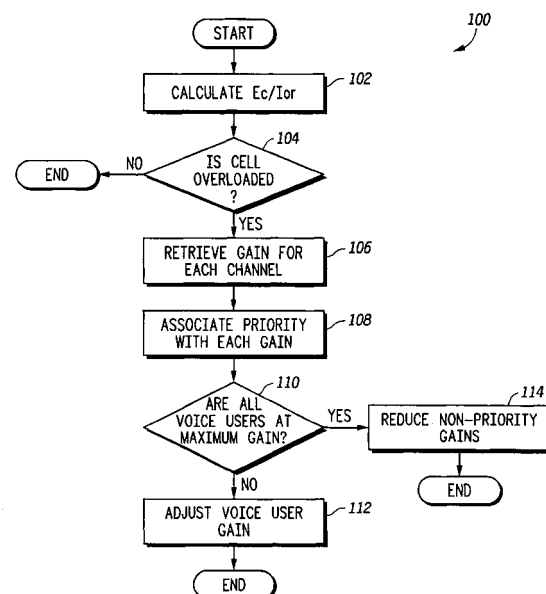 START
100
CALCULATE Ec/Ior
102
104
IS CELL
OVERLOADED
?
NO
END
YES
RETRIEVE GAIN FOR
EACH CHANNEL
106
ASSOCIATE PRIORITY
WITH EACH GAIN
108
110
ARE ALL
VOICE USERS AT
MAXIMUM GAIN?
YES
114
REDUCE NON-PRIORITY
GAINS
END
NO
ADJUST VOICE USER
GAIN
112
END